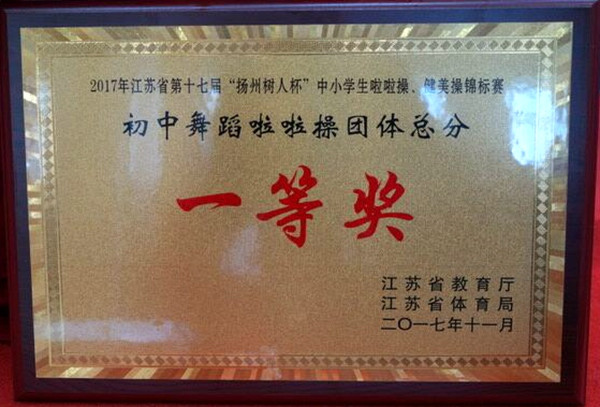 2017年江苏省第十七届“扬州树人杯”中小学生啦啦操、健美操锦标赛
初中舞蹈啦啦操团体总分
一等奖
江苏省教育厅
江苏省体育局
二〇一七年十一月